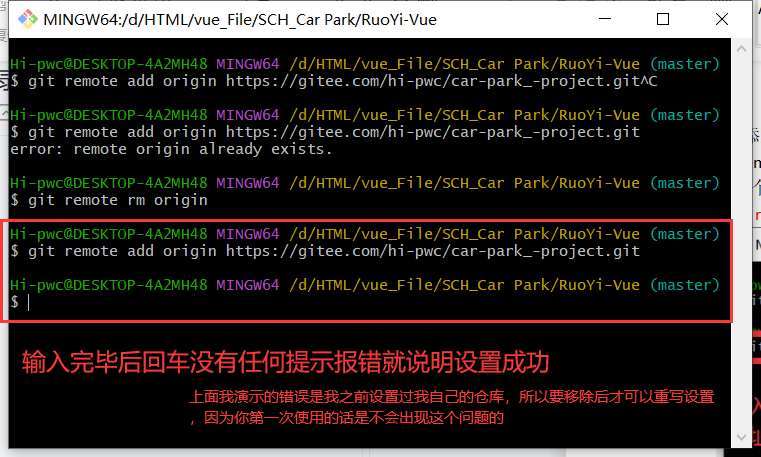 MINGW64:/d/HTML/vue_File/SCH_Car Park/RuoYi-Vue
Hi-pwc@DESKTOP-4A2MH48 MINGW64 /d/HTML/vue_File/SCH_Car Park/RuoYi-Vue (master)
$ git remote add origin https://gitee.com/hi-pwc/car-park_-project.git^C
Hi-pwc@DESKTOP-4A2MH48 MINGW64 /d/HTML/vue_File/SCH_Car Park/RuoYi-Vue (master)
$ git remote add origin https://gitee.com/hi-pwc/car-park_-project.git
error: remote origin already exists.
Hi-pwc@DESKTOP-4A2MH48 MINGW64 /d/HTML/vue_File/SCH_Car Park/RuoYi-Vue (master)
$ git remote rm origin
Hi-pwc@DESKTOP-4A2MH48 MINGW64 /d/HTML/vue_File/SCH_Car Park/RuoYi-Vue (master)
$ git remote add origin https://gitee.com/hi-pwc/car-park_-project.git
Hi-pwc@DESKTOP-4A2MH48 MINGW64 /d/HTML/vue_File/SCH_Car Park/RuoYi-Vue (master)
$
输入完毕后回车没有任何提示报错就说明设置成功
上面我演示的错误是我之前设置过我自己的仓库，所以要移除后才可以重写设置
，因为你第一次使用的话是不会出现这个问题的